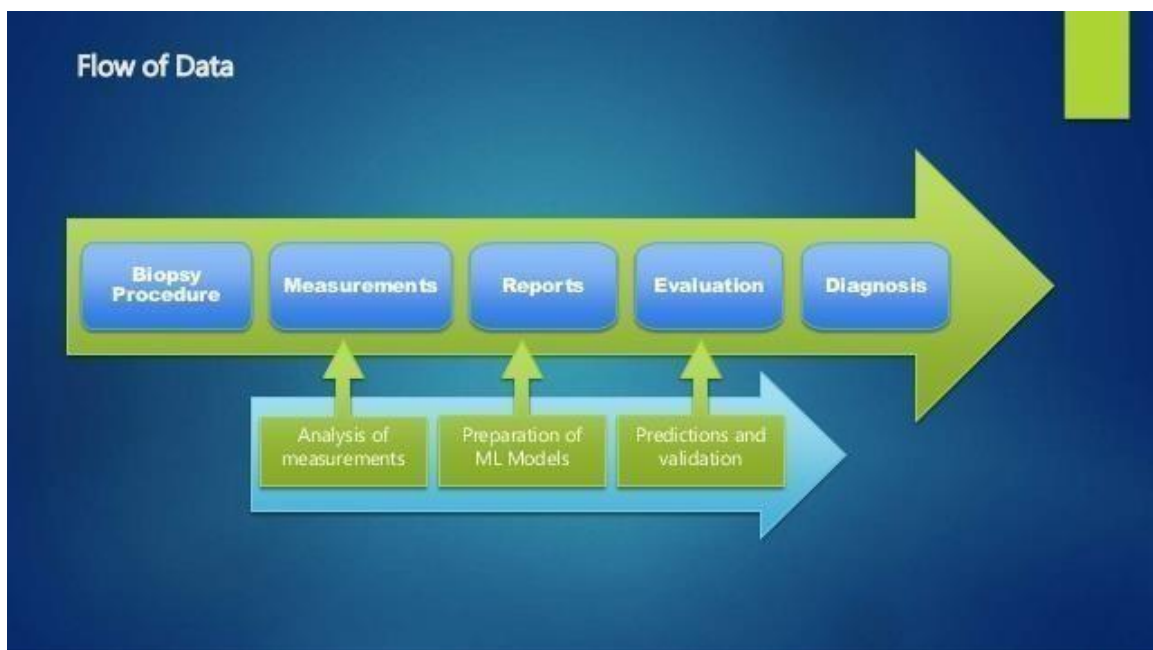 Flow of Data
Biopsy
Procedure
Measurements
Reports
Evaluation
Diagnosis
Analysis of
measurements
Preparation of
ML Models
Predictions and
validation